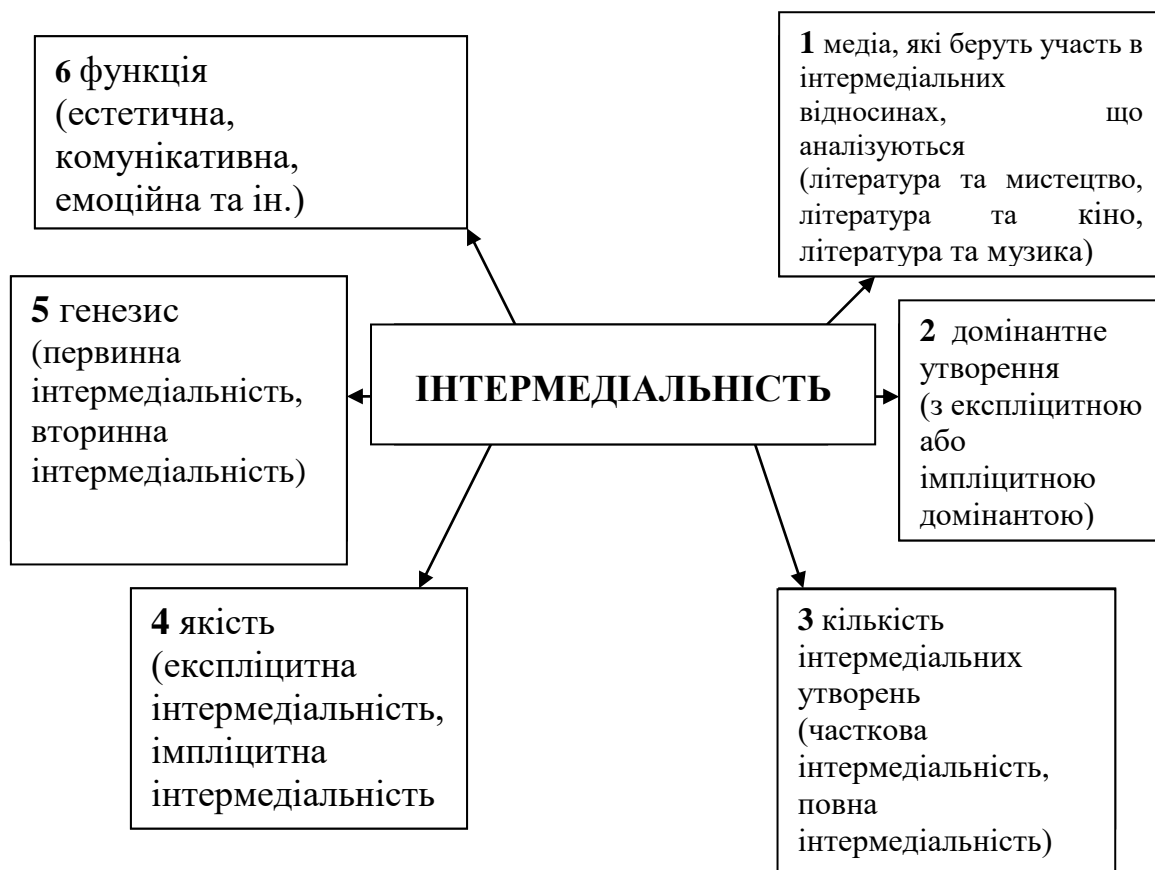 6 функція
(естетична,
комунікативна,
емоційна та ін.)
1 медіа, які беруть участь в
інтермедіальних
відносинах, що
аналізуються
(література та мистецтво,
література та кіно,
література та музика)
5 генезис
(первинна
інтермедіальність,
вторинна
інтермедіальність)
ІНТЕРМЕДІАЛЬНІСТЬ
2 домінантне
утворення
(з експліцитною
або
імпліцитною
домінантою)
4 якість
(експліцитна
інтермедіальність,
імпліцитна
інтермедіальність
3 кількість
інтермедіальних
утворень
(часткова
інтермедіальність,
повна
інтермедіальність)